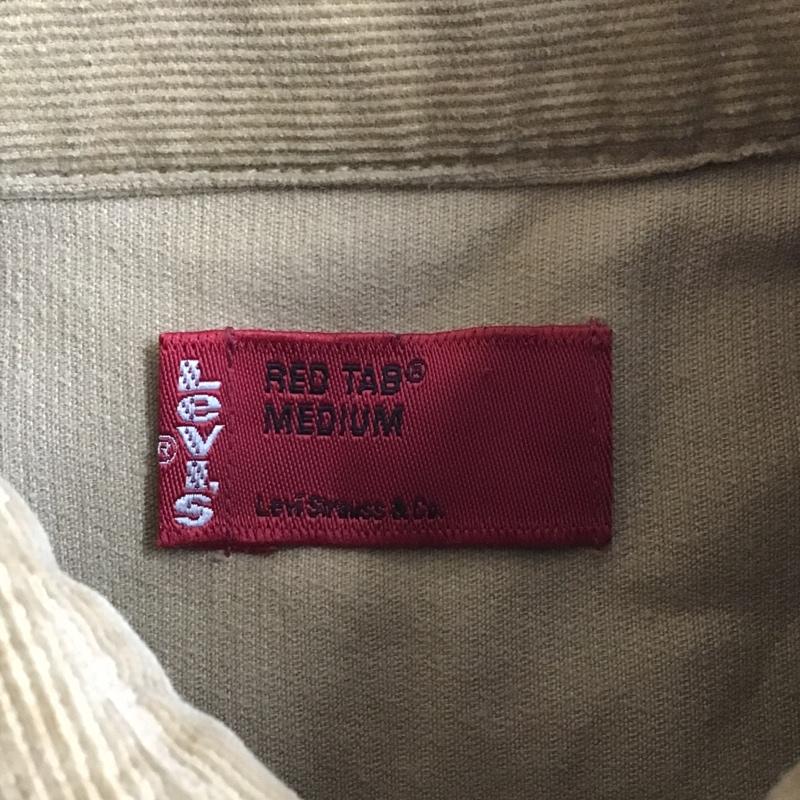 LEVI'S
®
RED TAB®
MEDIUM
Levi Strauss & Co.